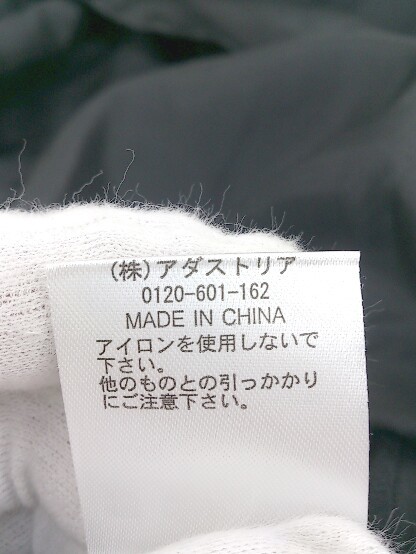 (株)アダストリア
0120-601-162
MADE IN CHINA
アイロンを使用しないで
下さい。
他のものとの引っかかり
にご注意下さい。